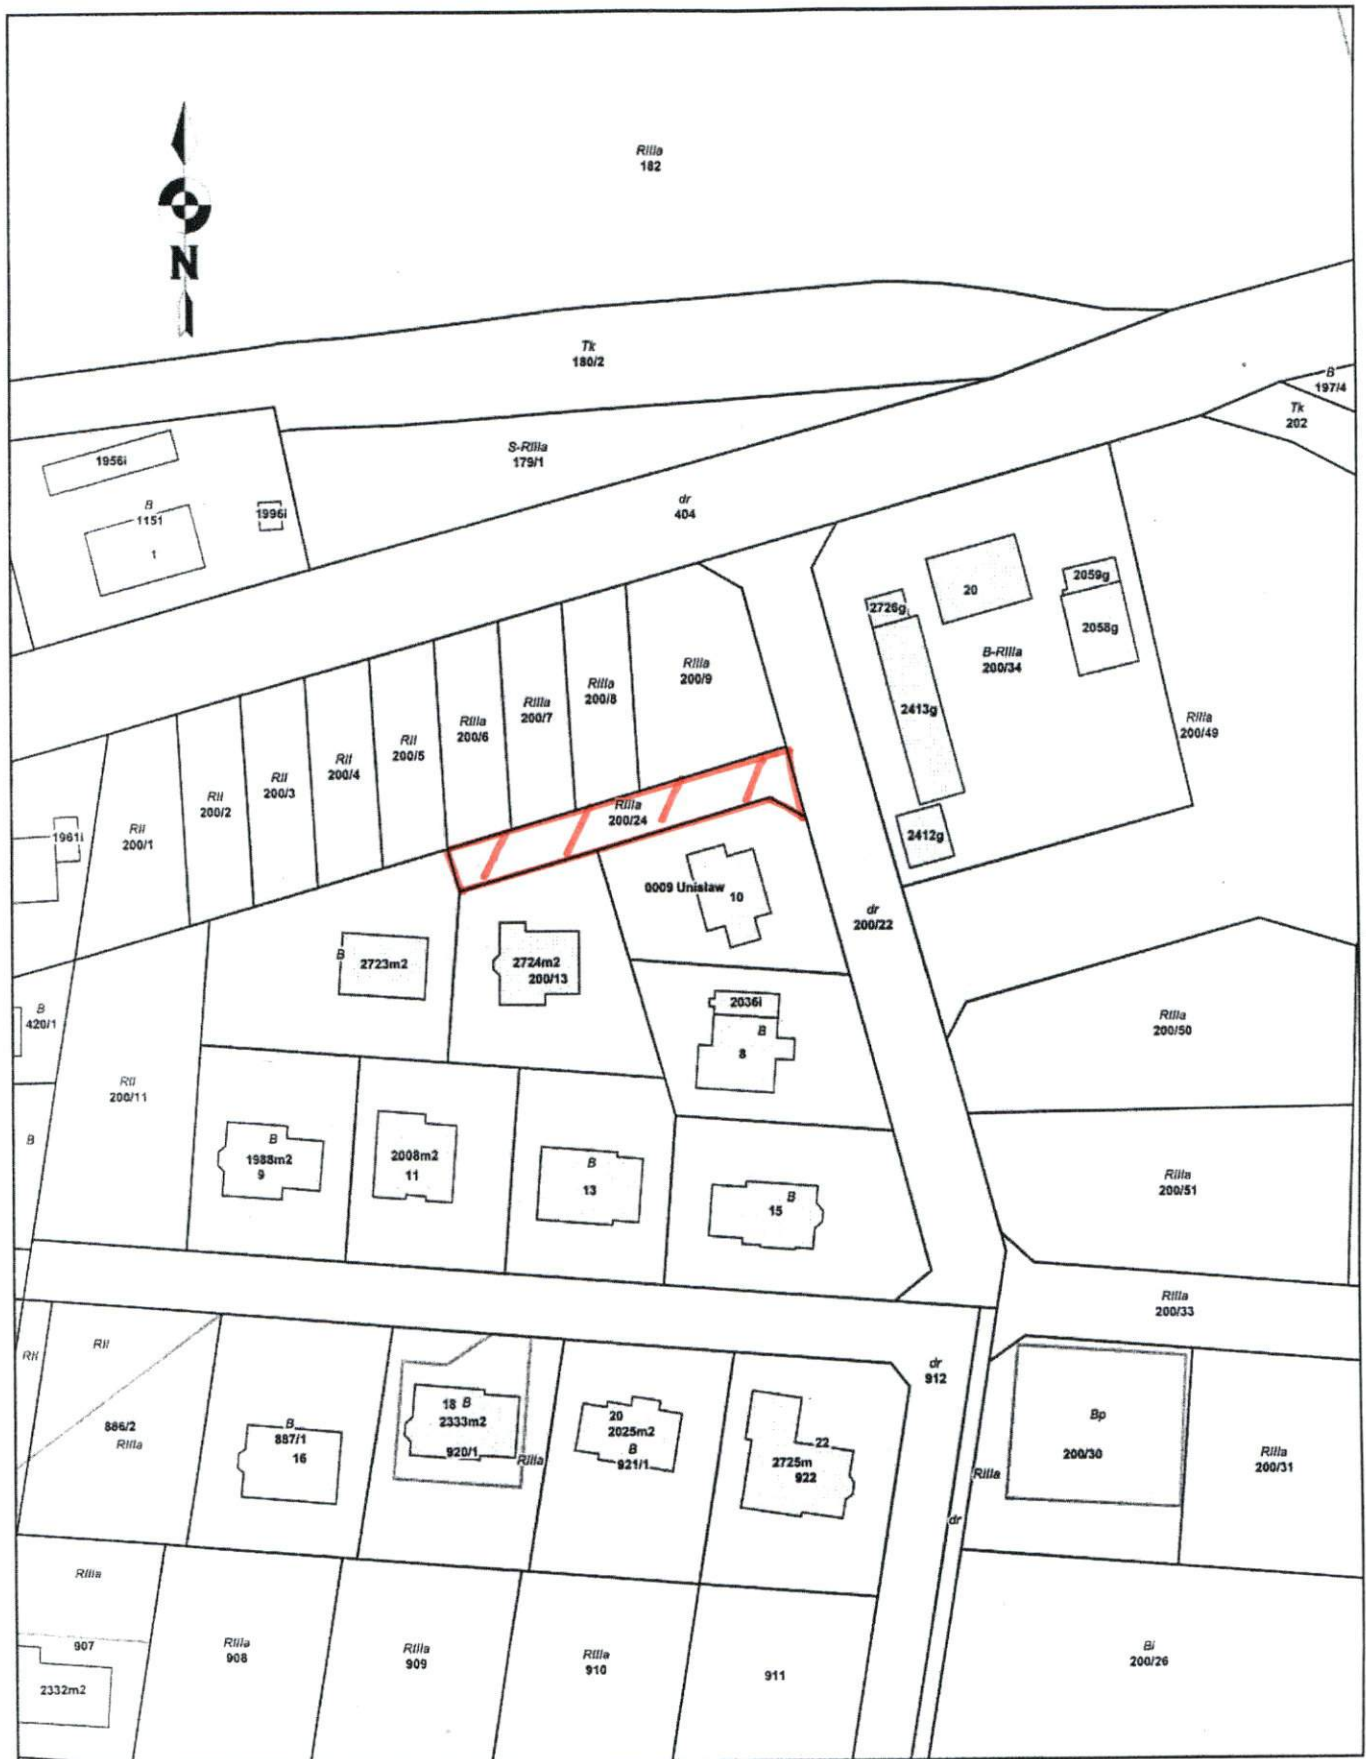 RIIIa
182
N
Tk
180/2
B
197/4
Tk
202
S-RIIIa
179/1
1956i
B
1151
1
1996i
dr
404
20
2059g
2726g
2058g
B-RIIIa
200/34
2413g
2412g
RIIIa
200/49
RIIIa
200/9
RIIIa
200/8
RIIIa
200/7
RIIIa
200/6
RII
200/5
RII
200/4
RII
200/3
RII
200/2
RII
200/1
1961i
RIIIa
200/24
0009 Unisław
10
dr
200/22
B
2723m2
2724m2
200/13
2036i
B
8
B
420/1
RII
200/11
B
RIIIa
200/50
B
1988m2
9
2008m2
11
B
13
B
15
RIIIa
200/51
RIIIa
200/33
RII
RII
886/2
RIIIa
B
887/1
16
18 B
2333m2
920/1
RIIIa
20
2025m2
B
921/1
22
2725m
922
dr
912
RIIIa
dr
Bp
200/30
RIIIa
200/31
RIIIa
907
2332m2
RIIIa
908
RIIIa
909
RIIIa
910
911
Bi
200/26